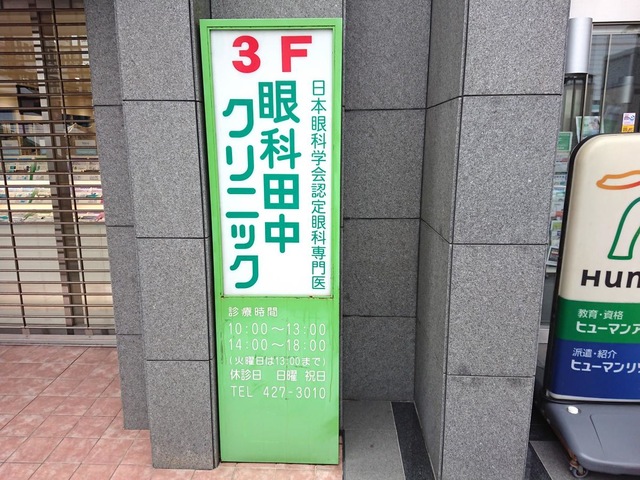 3F
日本眼科学会認定眼科専門医
眼科田中
クリニック
診療時間
10:00〜13:00
14:00〜18:00
(火曜日は13:00まで)
休診日 日曜 祝日
TEL 427-3010
Hum
教育・資格
ヒューマンア
派遣・紹介
ヒューマンリソ